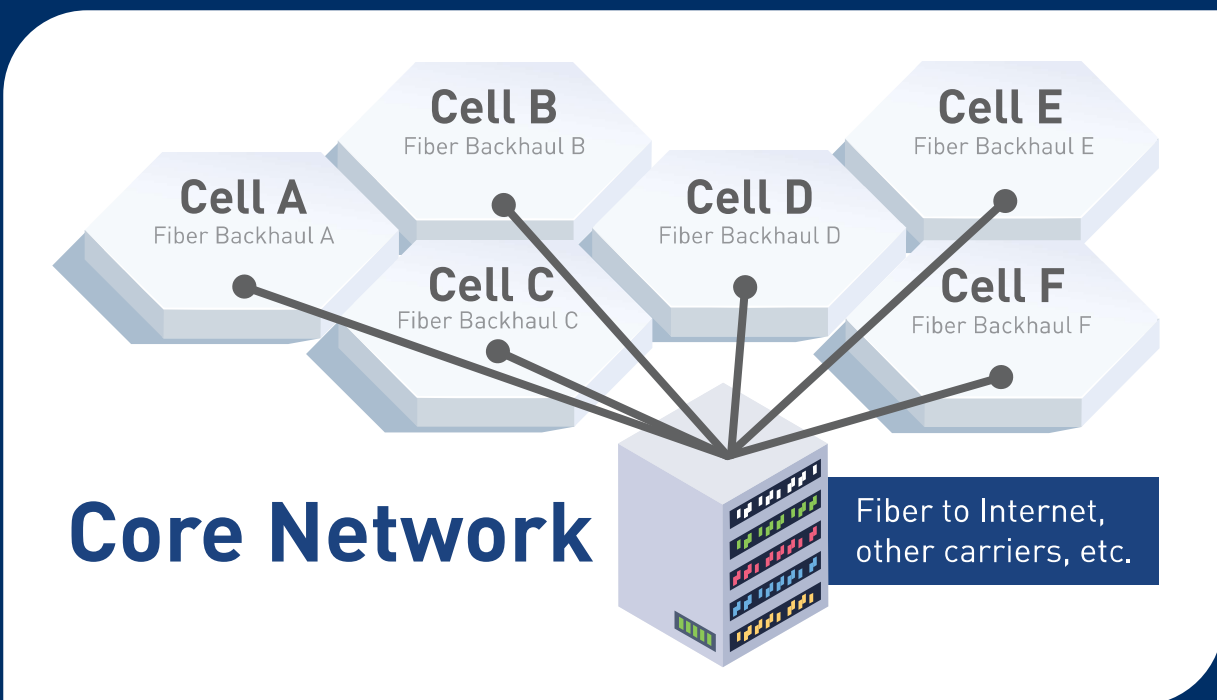 Cell B
Fiber Backhaul B
Cell E
Fiber Backhaul E
Cell A
Fiber Backhaul A
Cell D
Fiber Backhaul D
Cell C
Fiber Backhaul C
Cell F
Fiber Backhaul F
Core Network
Fiber to Internet,
other carriers, etc.